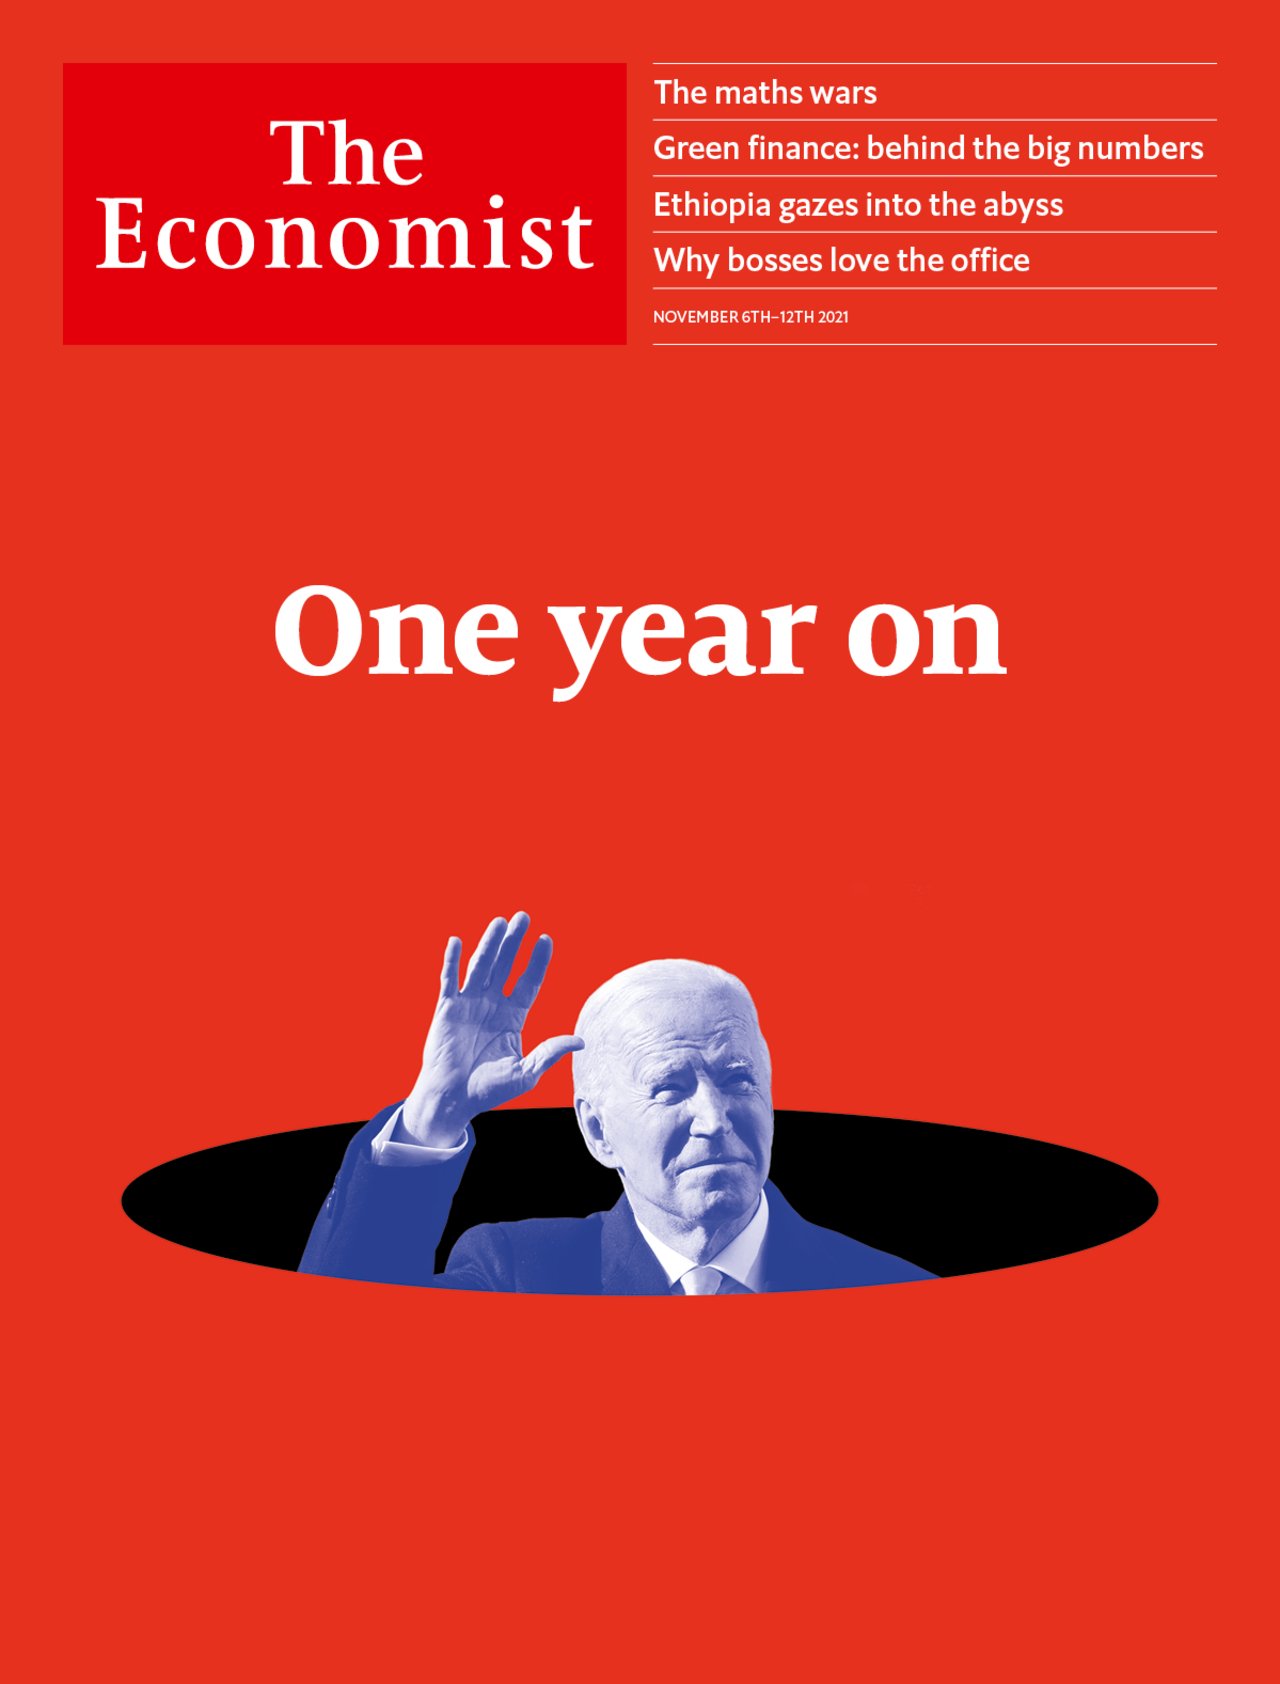 The
Economist
The maths wars
Green finance: behind the big numbers
Ethiopia gazes into the abyss
Why bosses love the office
NOVEMBER 6TH–12TH 2021
One year on